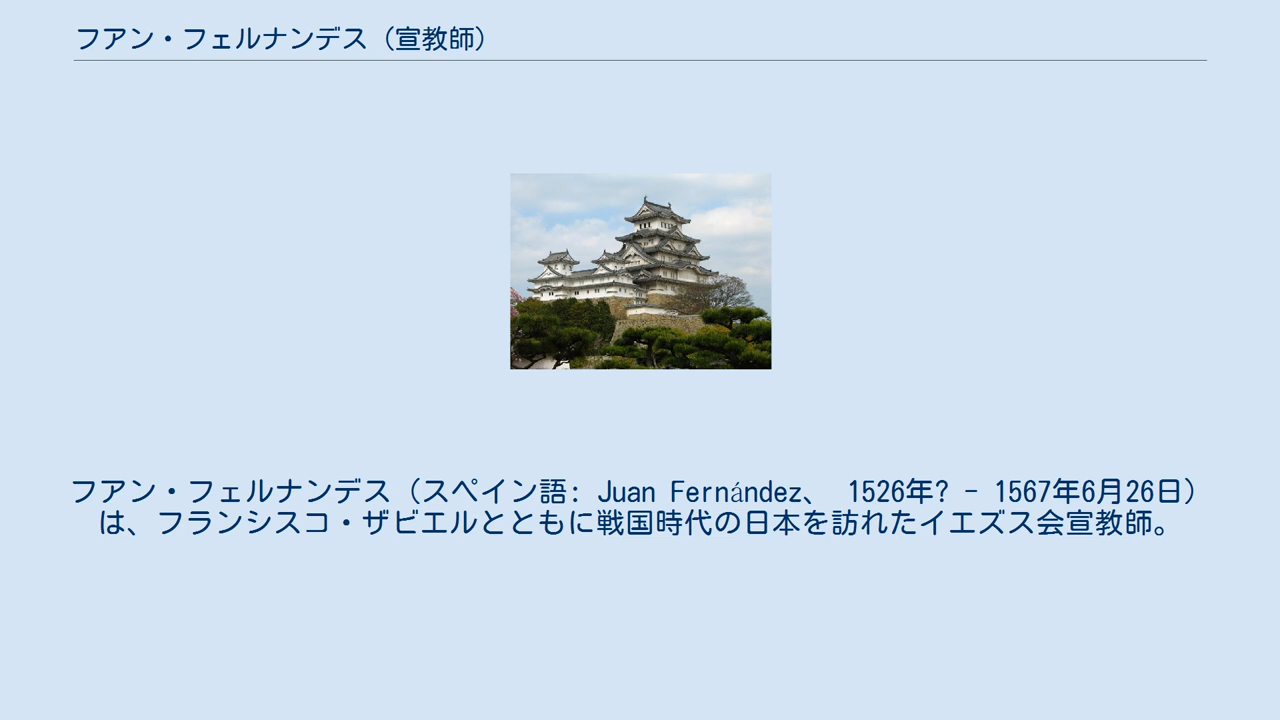 フアン・フェルナンデス（宣教師）
フアン・フェルナンデス（スペイン語: Juan Fernández、 1526年? - 1567年6月26日）
は、フランシスコ・ザビエルとともに戦国時代の日本を訪れたイエズス会宣教師。